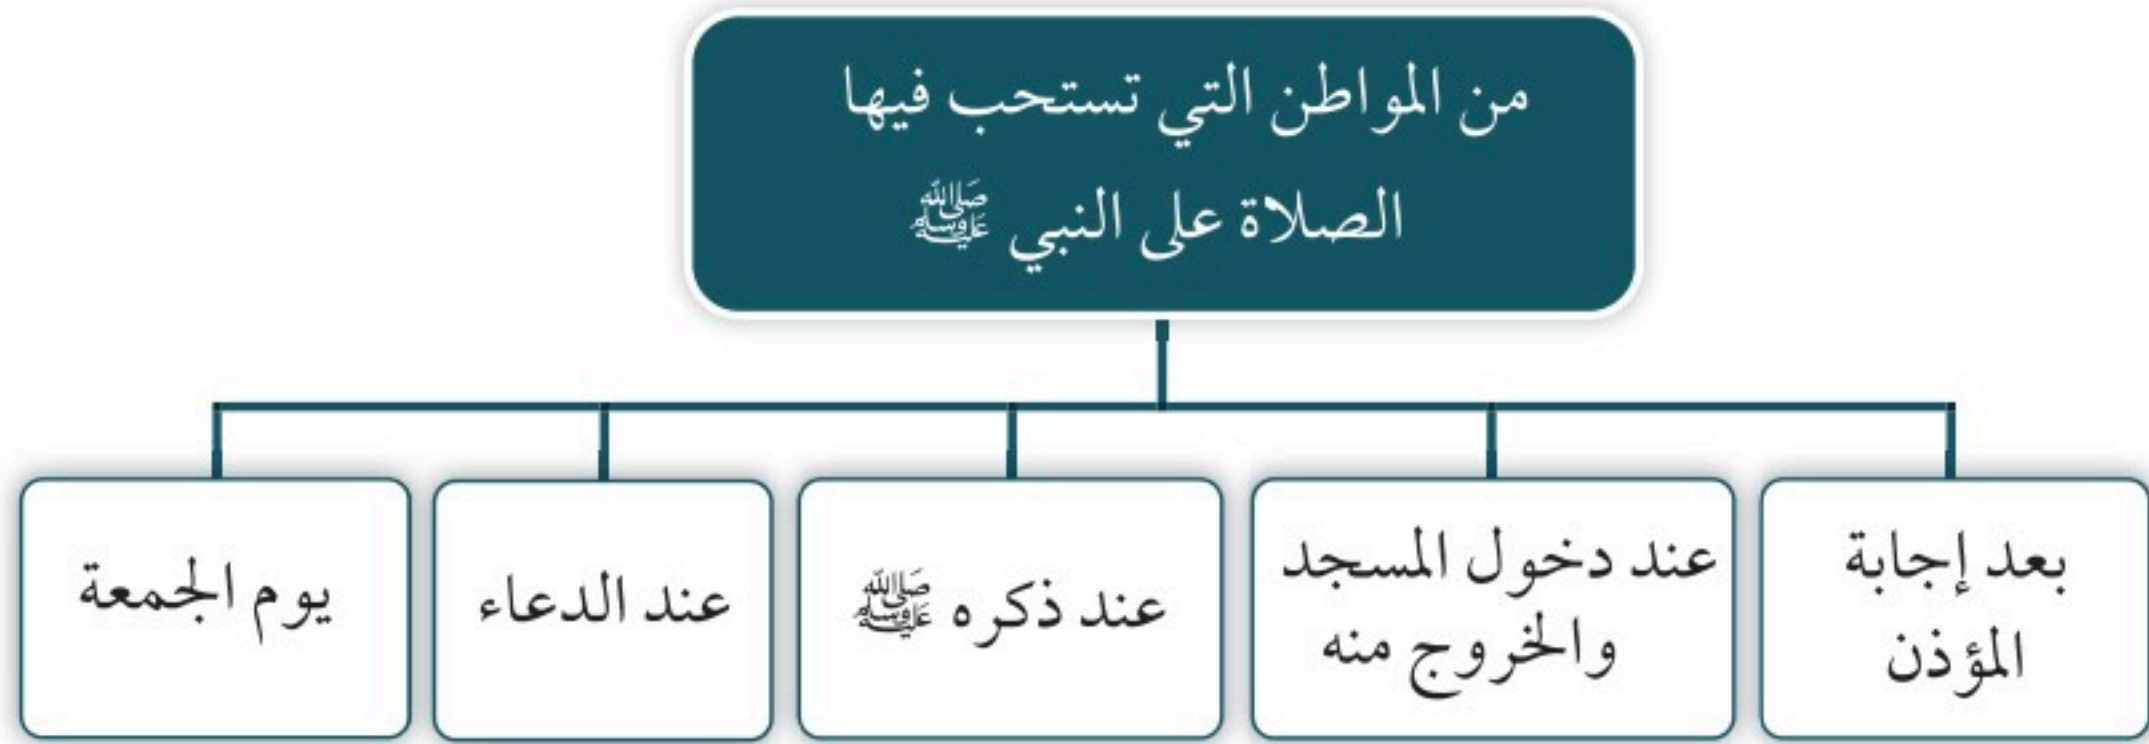 من المواطن التي تستحب فيها
الصلاة على النبي ﷺ
بعد إجابة
المؤذن
عند دخول المسجد
والخروج منه
عند ذكره ﷺ
عند الدعاء
يوم الجمعة